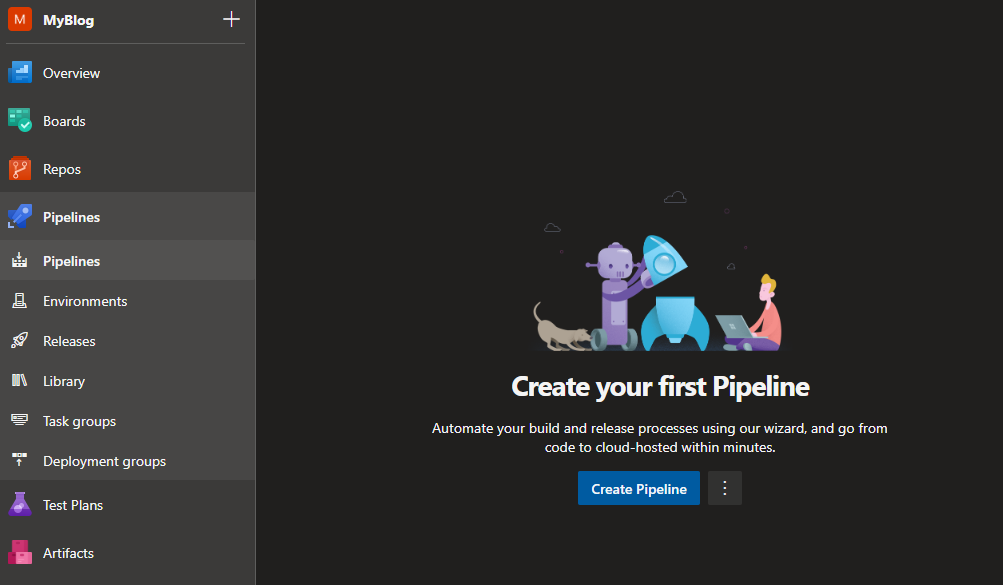 M MyBlog
Overview
Boards
Repos
Pipelines
Pipelines
Environments
Releases
Library
Task groups
Deployment groups
Test Plans
Artifacts
Create your first Pipeline
Automate your build and release processes using our wizard, and go from
code to cloud-hosted within minutes.
Create Pipeline